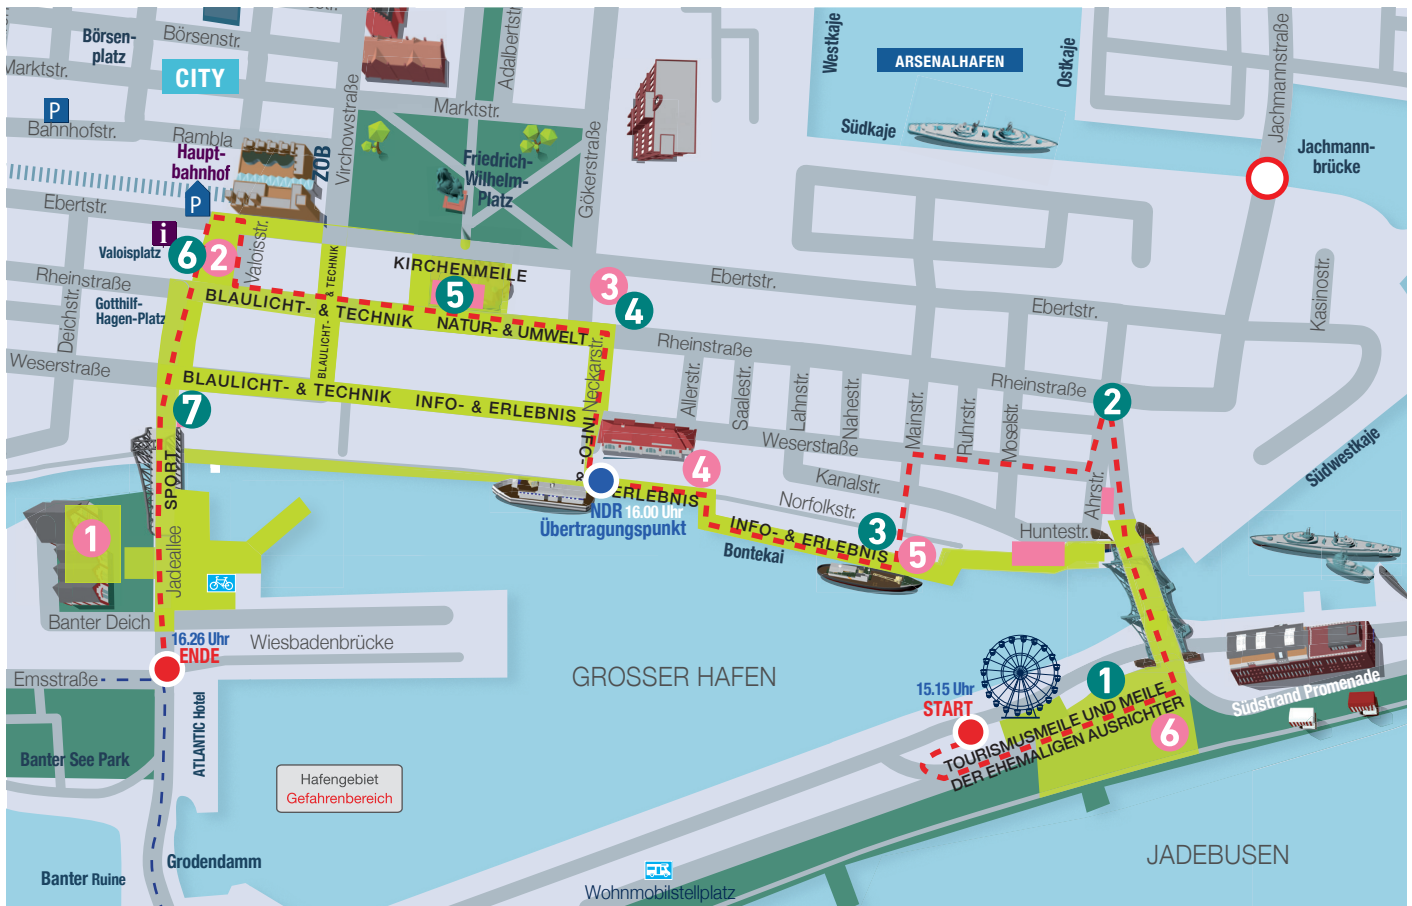 Börsen-
platz
Börsenstr.
Marktstr.
CITY
P
Bahnhofstr.
Rambla
Haupt-
bahnhof
P
ZOB
Virchowstraße
Adalbertstr.
Marktstr.
Friedrich-
Wilhelm-
Platz
Gökerstraße
Westkaje
ARSENALHAFEN
Ostkaje
Südkaje
Jachmannstraße
Jachmann-
brücke
Ebertstr.
i
Valoisplatz
6
2
Valoisstr.
Rheinstraße
Gotthilf-
Hagen-Platz
Deichstr.
KIRCHENMEILE
5
BLAULICHT- & TECHNIK
NATUR- & UMWELT
BLAULICHT- & TECHNIK
3
4
Ebertstr.
Ebertstr.
Kasinostr.
Rheinstraße
Rheinstraße
Weserstraße
BLAULICHT- & TECHNIK
INFO- & ERLEBNIS
Neckarstr.
Allerstr.
Saalestr.
Lahnstr.
Nahestr.
Mainstr.
Ruhrstr.
Moselstr.
2
7
Weserstraße
Kanalstr.
Norfolkstr.
Ahrstr.
Huntestr.
Südwestkaje
SPORT
INFO- & ERLEBNIS
4
NDR 16.00 Uhr
Übertragungspunkt
INFO- & ERLEBNIS
Bontekai
3
5
1
Jadeallee
Banter Deich
16.26 Uhr
ENDE
Wiesbadenbrücke
Emsstraße
ATLANTIC Hotel
Banter See Park
GROSSER HAFEN
15.15 Uhr
START
1
TOURISMUSMEILE UND MEILE
DER EHEMALIGEN AUSRICHTER
6
Südstrand Promenade
Hafengebiet
Gefahrenbereich
Grodendamm
Banter Ruine
Wohnmobilstellplatz
JADEBUSEN